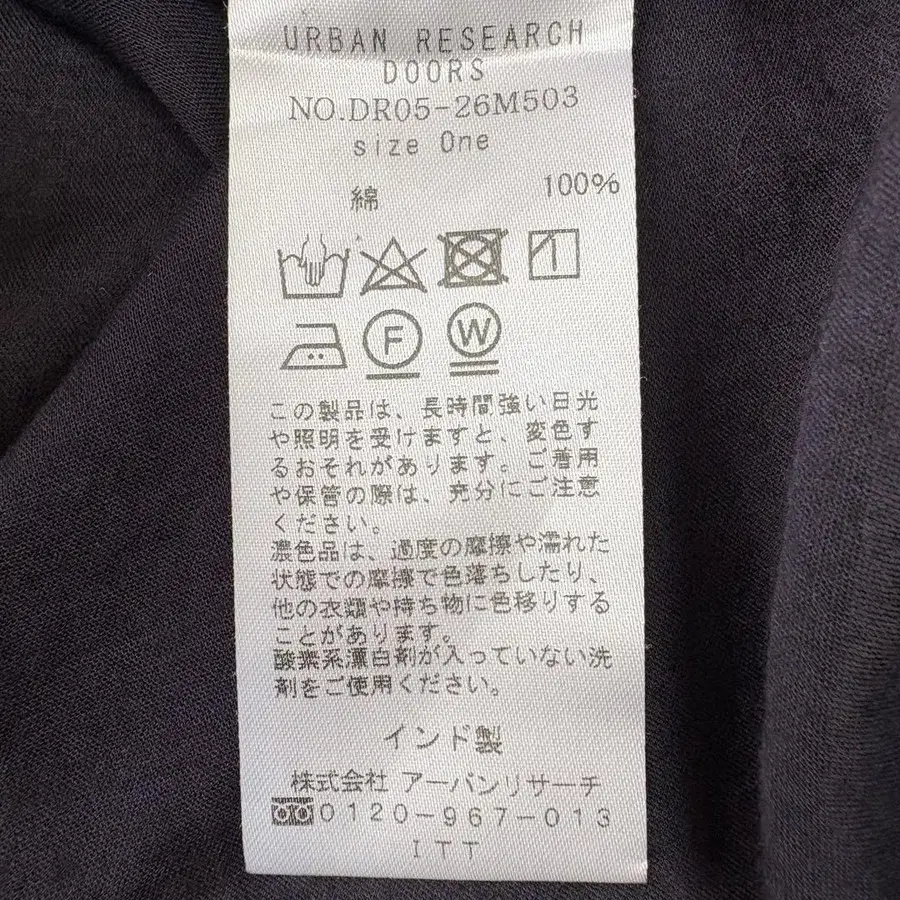 URBAN RESEARCH
DOORS
NO.DR05-26M503
size One
綿 100%
F W
この製品は、長時間強い日光
や照明を受けますと、変色す
るおそれがあります。ご着用
や保管の際は、充分にご注意
ください。
濃色品は、過度の摩擦や濡れた
状態での摩擦で色落ちしたり、
他の衣類や持ち物に色移りする
ことがあります。
酸素系漂白剤が入っていない洗
剤をご使用ください。
インド製
株式会社 アーバンリサーチ
0120-967-013
ITT